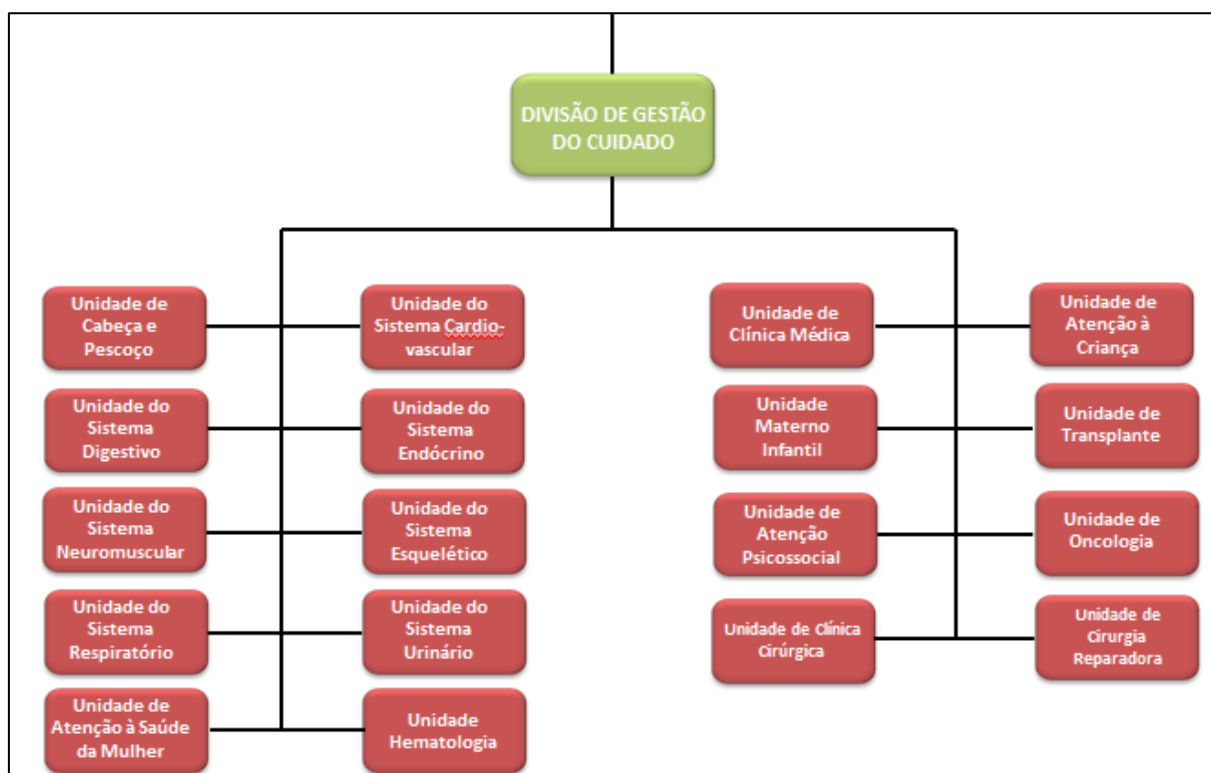 DIVISÃO DE GESTÃO
DO CUIDADO
Unidade de
Cabeça e
Pescoço
Unidade do
Sistema Cardio-
vascular
Unidade de
Clínica Médica
Unidade de
Atenção à
Criança
Unidade do
Sistema
Digestivo
Unidade do
Sistema
Endócrino
Unidade
Materno
Infantil
Unidade de
Transplante
Unidade do
Sistema
Neuromuscular
Unidade do
Sistema
Esquelético
Unidade de
Atenção
Psicossocial
Unidade de
Oncologia
Unidade do
Sistema
Respiratório
Unidade do
Sistema
Urinário
Unidade de Clínica
Cirúrgica
Unidade de
Cirurgia
Reparadora
Unidade de
Atenção à Saúde
da Mulher
Unidade
Hematologia